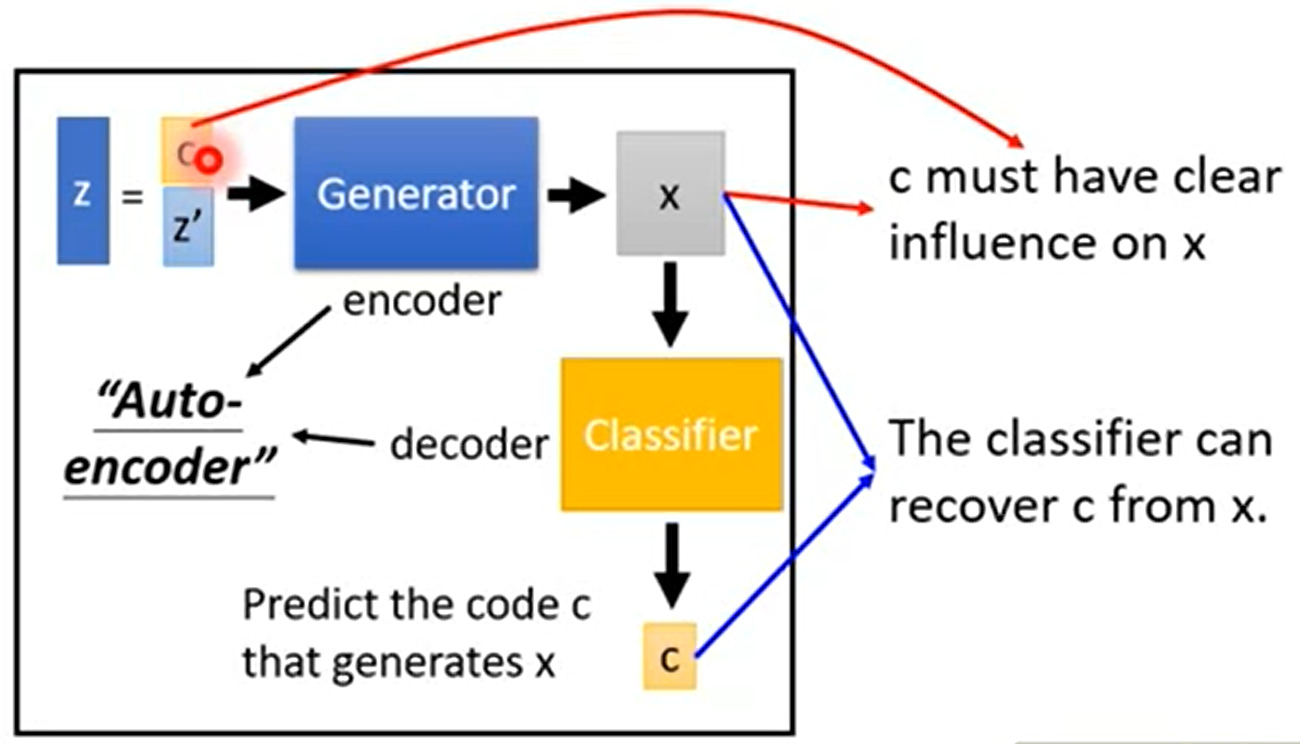 z
=
c
z’
Generator
x
c must have clear
influence on x
encoder
“Auto-
encoder”
decoder
Classifier
The classifier can
recover c from x.
Predict the code c
that generates x
c